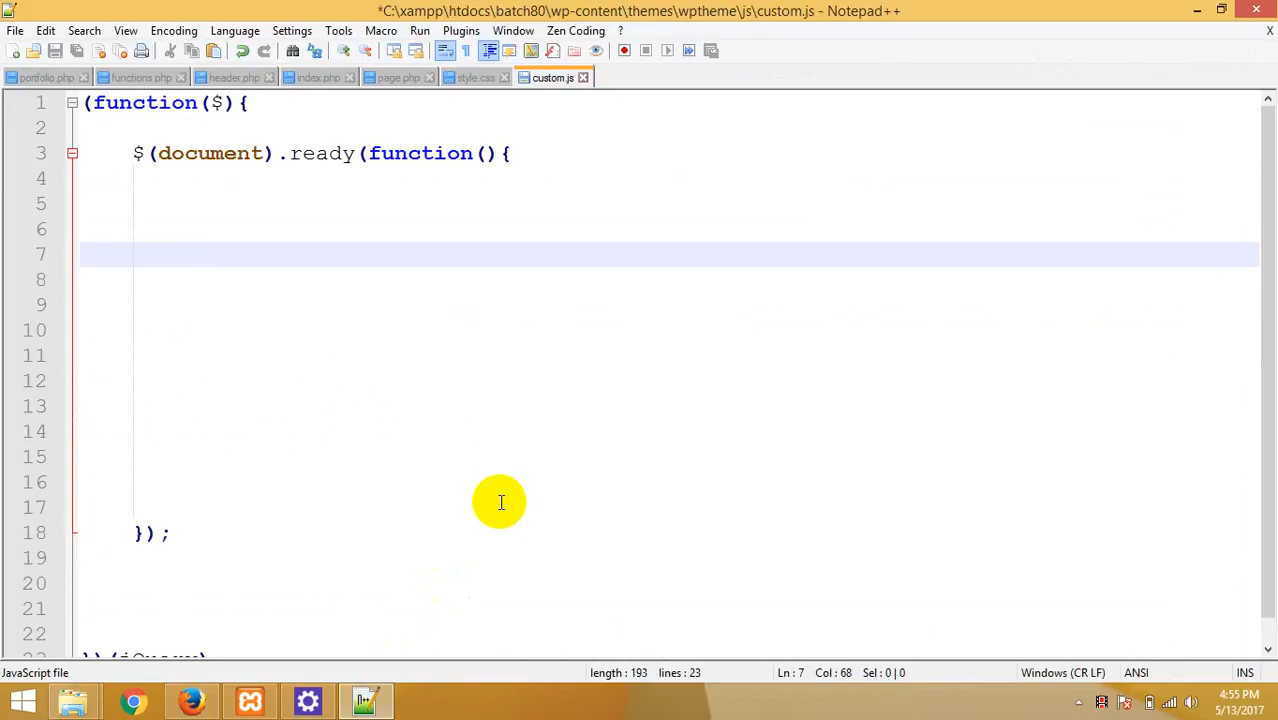 *C:\xampp\htdocs\batch80\wp-content\themes\wptheme\js\custom.js - Notepad++
File Edit Search View Encoding Language Settings Tools Macro Run Plugins Window Zen Coding ? X
portfolio.php functions.php header.php index.php page.php style.css custom.js
1 (function($){
2
3 $(document).ready(function(){
4
5
6
7
8
9
10
11
12
13
14
15
16
17
18 });
19
20
21
22
23 })(jQuery)
JavaScript file length : 193 lines : 23 Ln : 7 Col : 68 Sel : 0 | 0 Windows (CR LF) ANSI INS
4:55 PM
5/13/2017